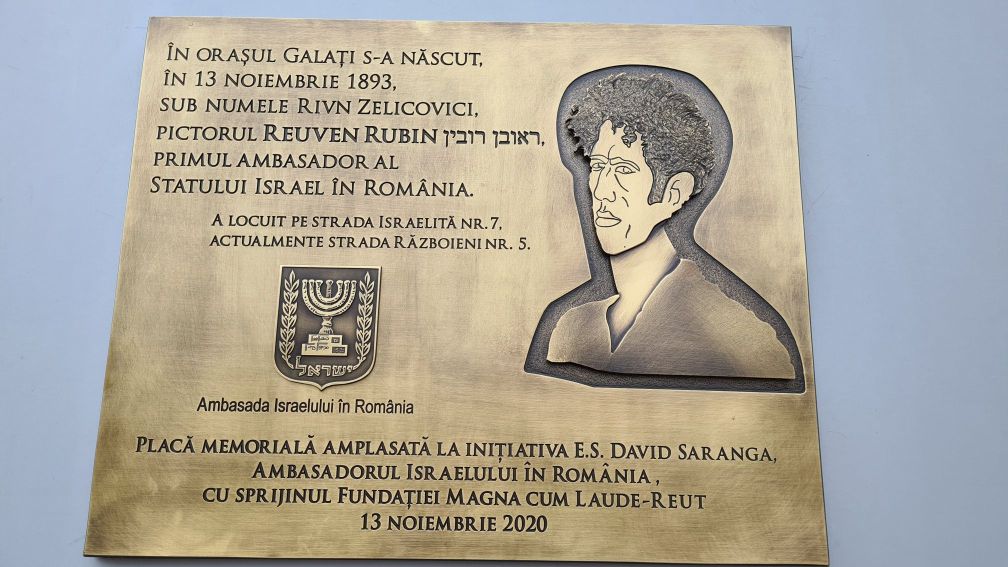 ÎN ORAȘUL GALAȚI S-A NĂSCUT,
ÎN 13 NOIEMBRIE 1893,
SUB NUMELE RIVN ZELICOVICI,
PICTORUL REUVEN RUBIN ראובן רובין,
PRIMUL AMBASADOR AL
STATULUI ISRAEL ÎN ROMÂNIA.
A LOCUIT PE STRADA ISRAELITĂ NR. 7,
ACTUALMENTE STRADA RĂZBOIENI NR. 5.
ישראל
Ambasada Israelului în România
PLACĂ MEMORIALĂ AMPLASATĂ LA INIȚIATIVA E.S. DAVID SARANGA,
AMBASADORUL ISRAELULUI ÎN ROMÂNIA,
CU SPRIJINUL FUNDAȚIEI MAGNA CUM LAUDE-REUT
13 NOIEMBRIE 2020